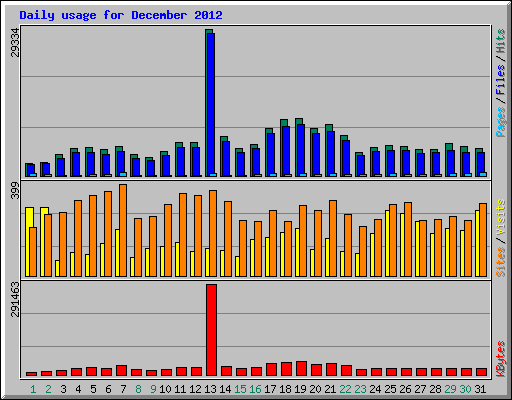 Daily usage for December 2012
29334
Pages / Files / Hits
399
Sites / Visits
291463
KBytes
1 2 3 4 5 6 7 8 9 10 11 12 13 14 15 16 17 18 19 20 21 22 23 24 25 26 27 28 29 30 31